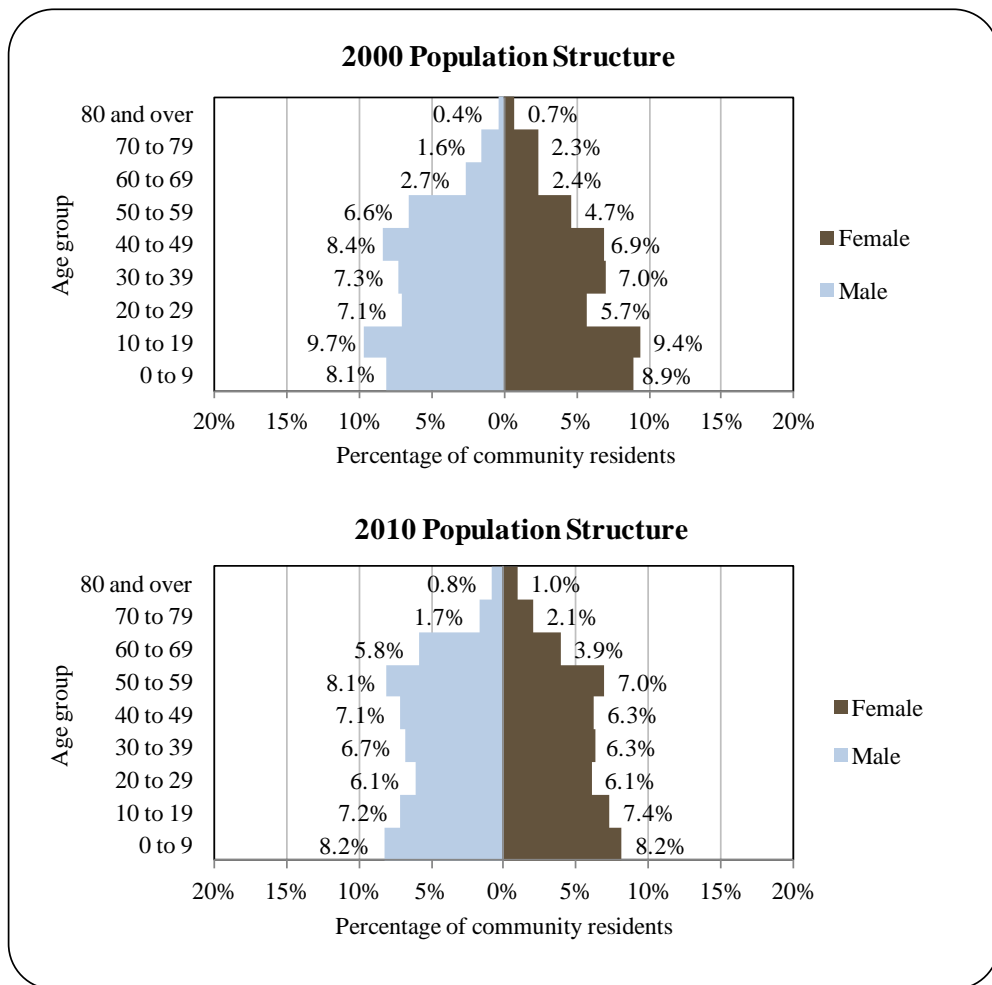 2000 Population Structure
80 and over 0.4% 0.7%
70 to 79 1.6% 2.3%
60 to 69 2.7% 2.4%
50 to 59 6.6% 4.7%
40 to 49 8.4% 6.9%
30 to 39 7.3% 7.0%
20 to 29 7.1% 5.7%
10 to 19 9.7% 9.4%
0 to 9 8.1% 8.9%
Age group
Female
Male
20% 15% 10% 5% 0% 5% 10% 15% 20%
Percentage of community residents
2010 Population Structure
80 and over 0.8% 1.0%
70 to 79 1.7% 2.1%
60 to 69 5.8% 3.9%
50 to 59 8.1% 7.0%
40 to 49 7.1% 6.3%
30 to 39 6.7% 6.3%
20 to 29 6.1% 6.1%
10 to 19 7.2% 7.4%
0 to 9 8.2% 8.2%
Age group
Female
Male
20% 15% 10% 5% 0% 5% 10% 15% 20%
Percentage of community residents